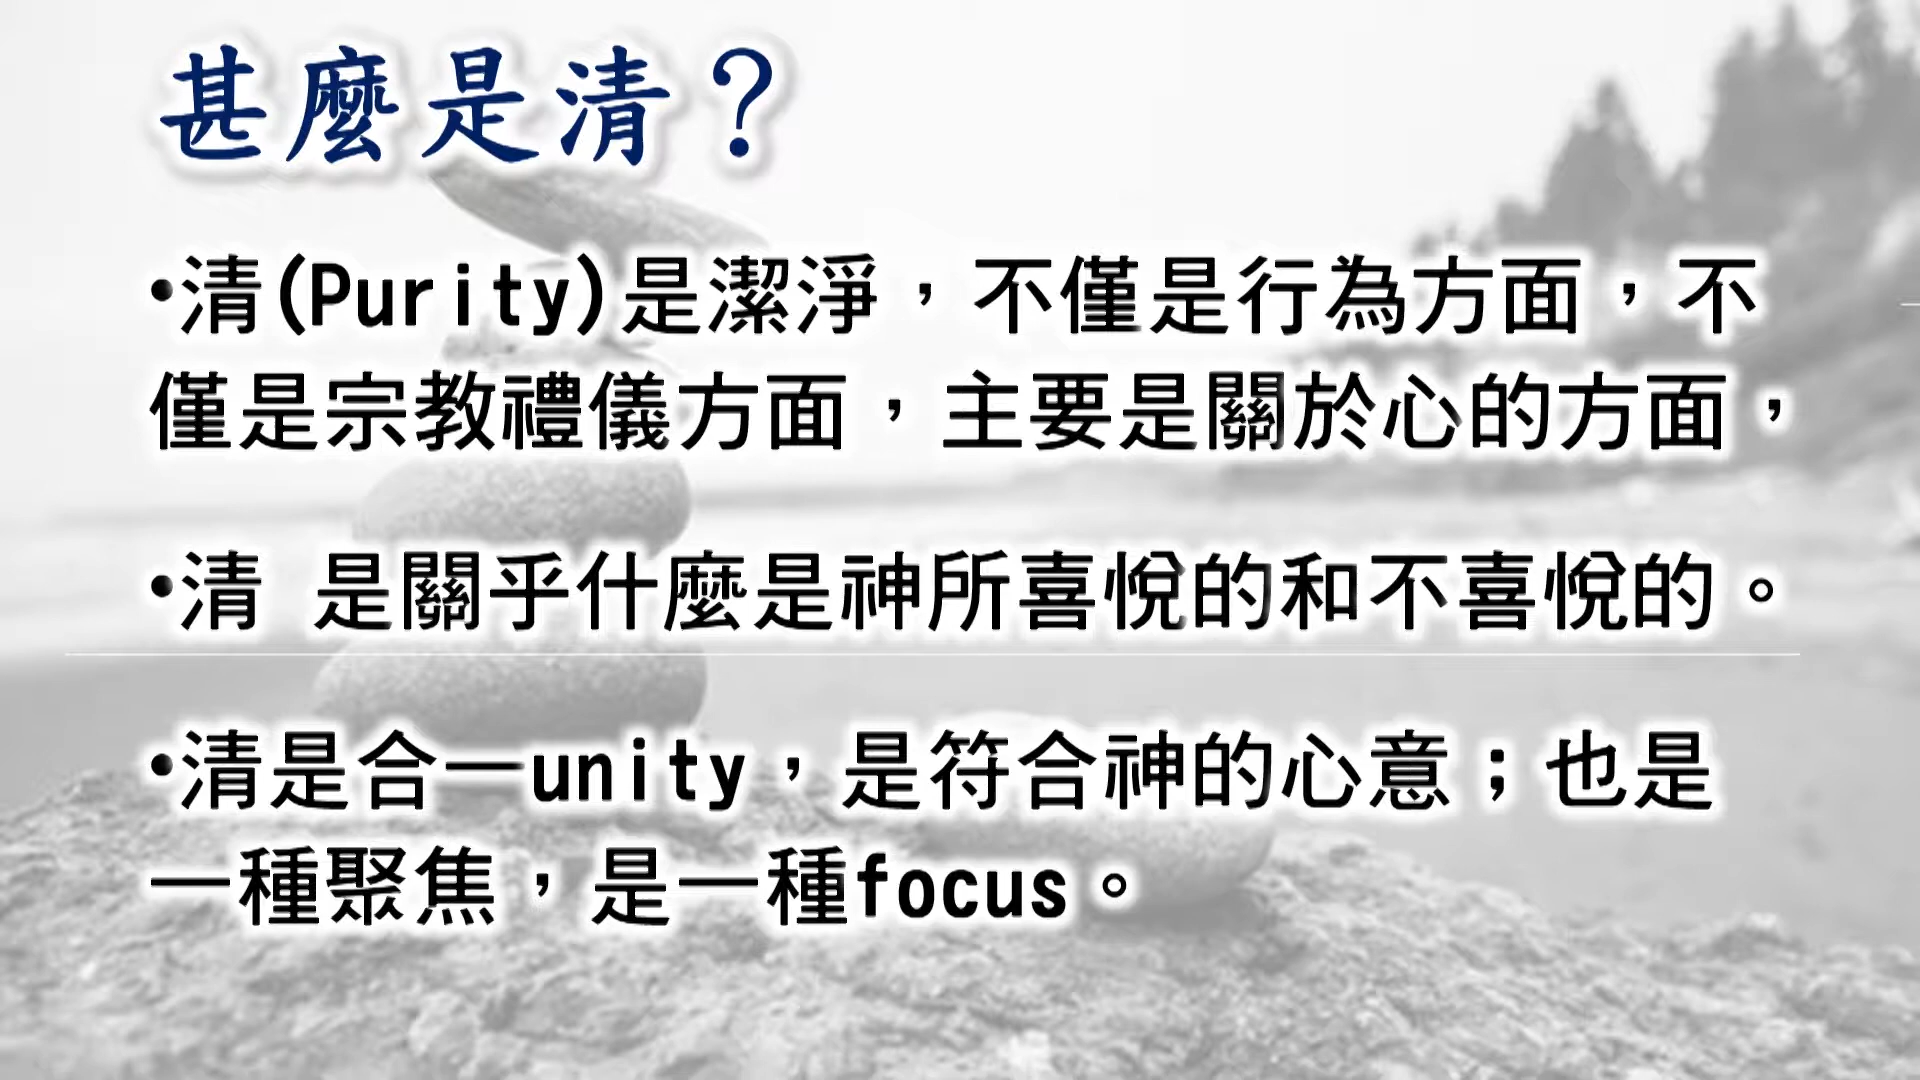 甚麼是清？
•清(Purity)是潔淨，不僅是行為方面，不
僅是宗教禮儀方面，主要是關於心的方面，
•清 是關乎什麼是神所喜悅的和不喜悅的。
•清是合一unity，是符合神的心意；也是
一種聚焦，是一種focus。